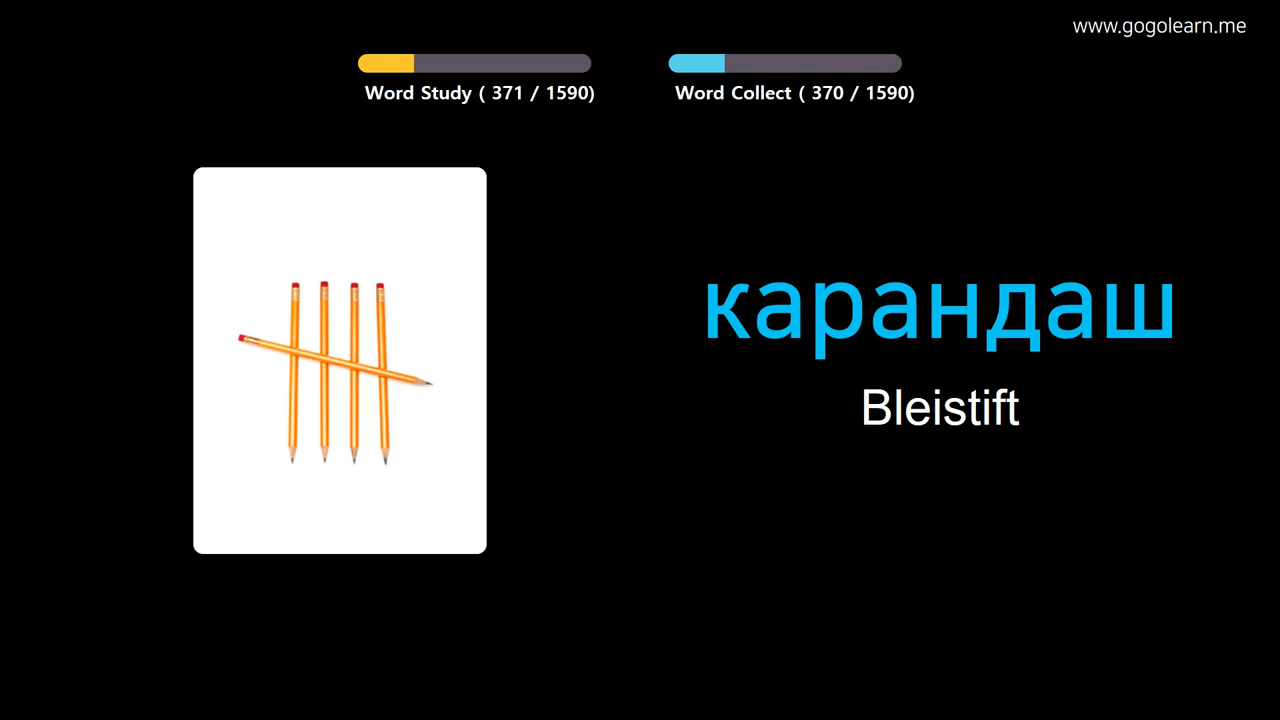 www.gogolearn.me
Word Study ( 371 / 1590)
Word Collect ( 370 / 1590)
карандаш
Bleistift